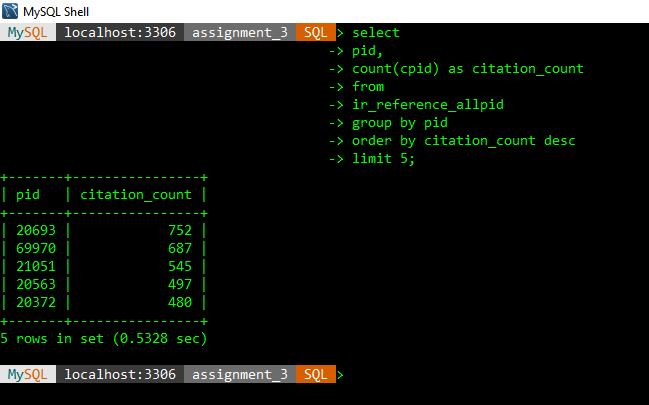 MySQL Shell
MySQL localhost:3306 assignment_3 SQL > select
-> pid,
-> count(cpid) as citation_count
-> from
-> ir_reference_allpid
-> group by pid
-> order by citation_count desc
-> limit 5;
+-------+----------------+
| pid   | citation_count |
+-------+----------------+
| 20693 |            752 |
| 69970 |            687 |
| 21051 |            545 |
| 20563 |            497 |
| 20372 |            480 |
+-------+----------------+
5 rows in set (0.5328 sec)
MySQL localhost:3306 assignment_3 SQL >